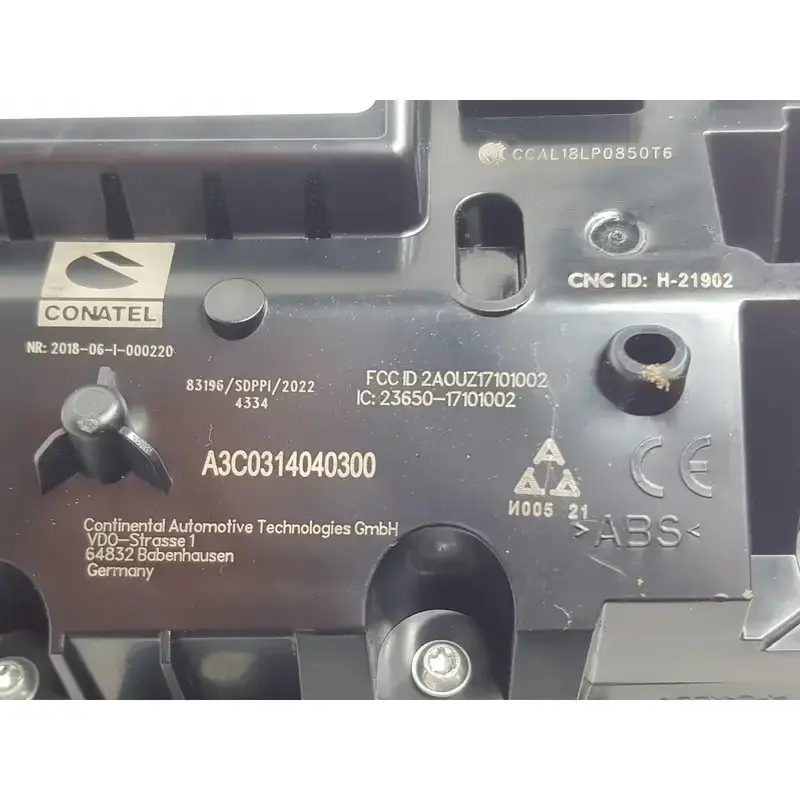 CCAL18LP0850T6
CNC ID: H-21902
CONATEL
NR: 2018-06-I-000220
83196/SDPPI/2022
4334
FCC ID 2AOUZ17101002
IC: 23650-17101002
A3C0314040300
И005 21
CE
>ABS<
Continental Automotive Technologies GmbH
VDO-Strasse 1
64832 Babenhausen
Germany